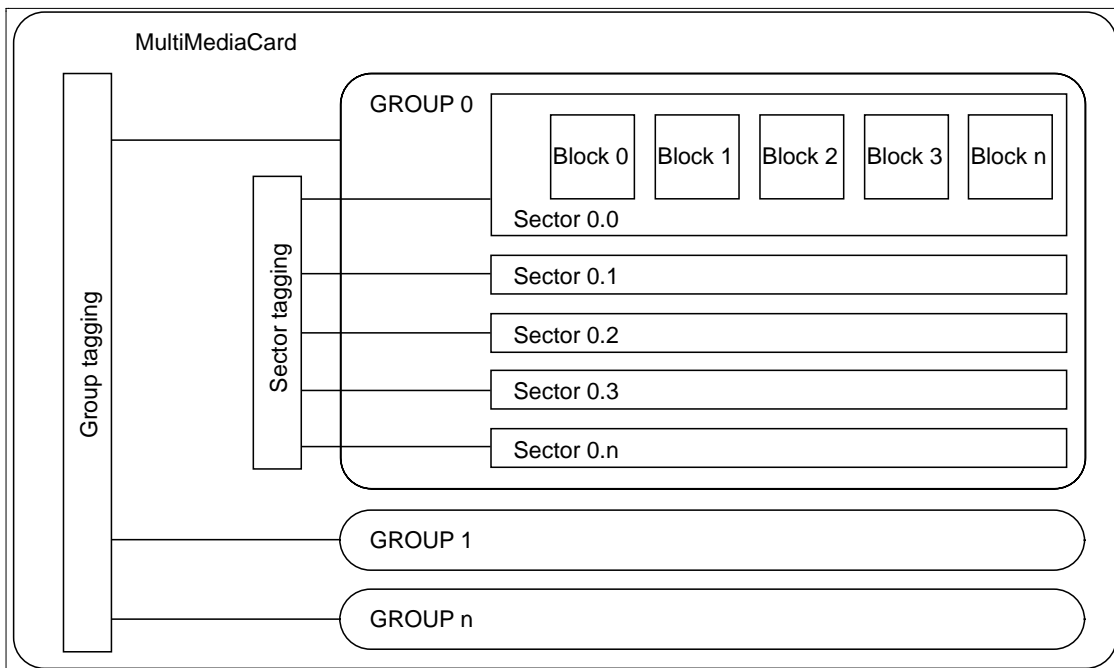 MultiMediaCard
Group tagging
Sector tagging
GROUP 0
Block 0 Block 1 Block 2 Block 3 Block n
Sector 0.0
Sector 0.1
Sector 0.2
Sector 0.3
Sector 0.n
GROUP 1
GROUP n